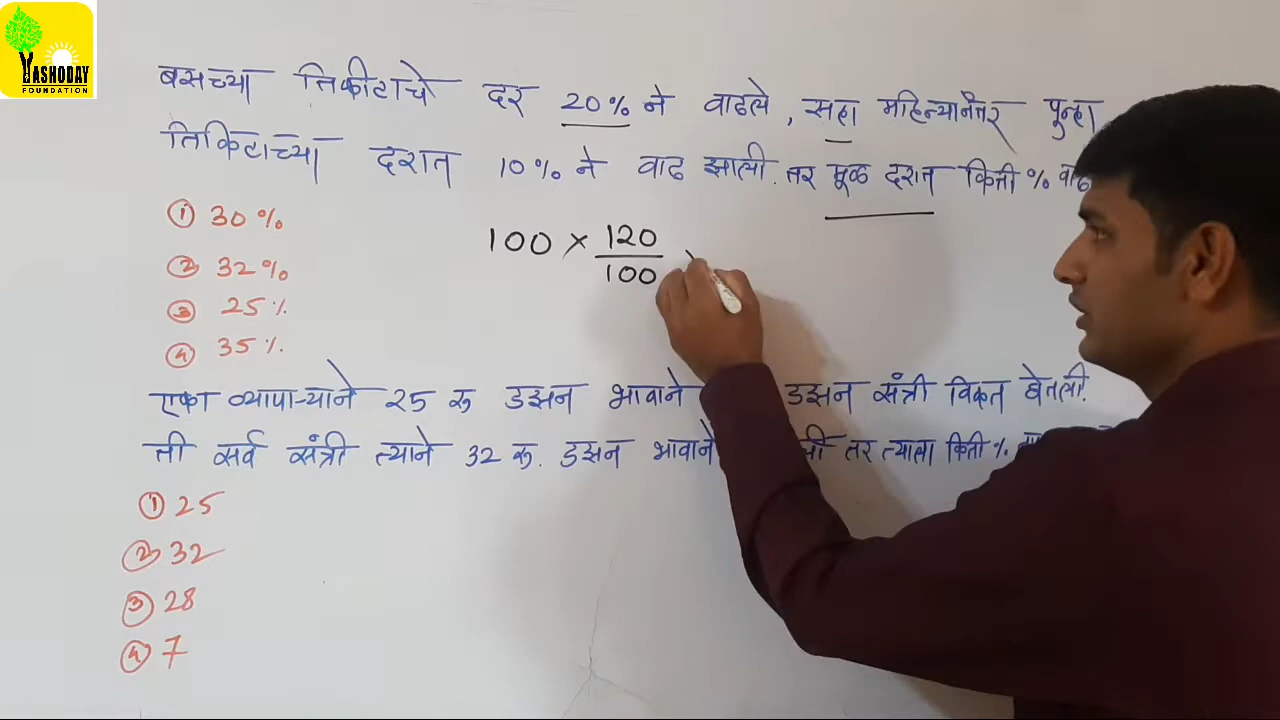 YASHODAY
FOUNDATION
बसच्या तिकीटाचे दर 20% ने वाढले, सहा महिन्यानंतर पुन्हा
तिकिटाच्या दरात 10% ने वाढ झाली. तर मूळ दरात किती % वाढ
① 30%
② 32%
③ 25%
④ 35%
100 × 120
100
एका व्यापाऱ्याने 25 रु डझन भावाने डझन संत्री विकत घेतली.
ती सर्व संत्री त्याने 32 रु. डझन भावाने तर त्याला किती %
① 25
② 32
③ 28
④ 7